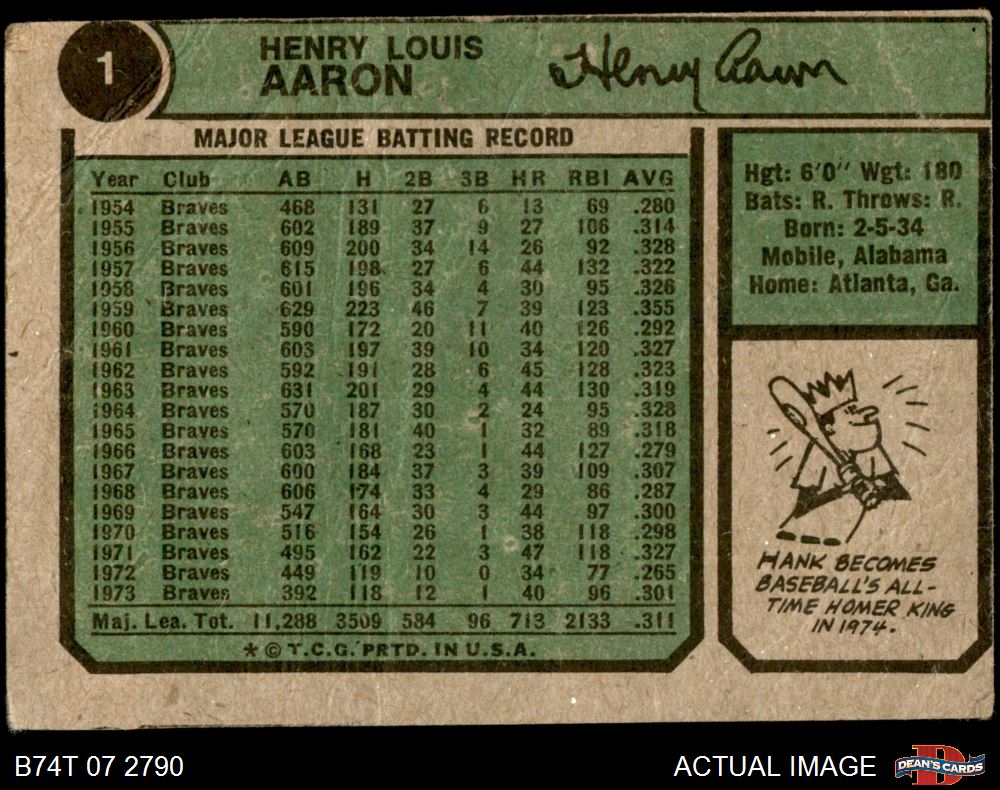 1
HENRY LOUIS
AARON
Henry Aaron
MAJOR LEAGUE BATTING RECORD
Year Club AB H 2B 3B HR RBI AVG
1954 Braves 468 131 27 6 13 69 .280
1955 Braves 602 189 37 9 27 106 .314
1956 Braves 609 200 34 14 26 92 .328
1957 Braves 615 198 27 6 44 132 .322
1958 Braves 601 196 34 4 30 95 .326
1959 Braves 629 223 46 7 39 123 .355
1960 Braves 590 172 20 11 40 126 .292
1961 Braves 603 197 39 10 34 120 .327
1962 Braves 592 191 28 6 45 128 .323
1963 Braves 631 201 29 4 44 130 .319
1964 Braves 570 187 30 2 24 95 .328
1965 Braves 570 181 40 1 32 89 .318
1966 Braves 603 168 23 1 44 127 .279
1967 Braves 600 184 37 3 39 109 .307
1968 Braves 606 174 33 4 29 86 .287
1969 Braves 547 164 30 3 44 97 .300
1970 Braves 516 154 26 1 38 118 .298
1971 Braves 495 162 22 3 47 118 .327
1972 Braves 449 119 10 0 34 77 .265
1973 Braves 392 118 12 1 40 96 .301
Maj. Lea. Tot. 11,288 3509 584 96 713 2133 .311
* © T.C.G. PRTD. IN U.S.A.
Hgt: 6'0" Wgt: 180
Bats: R. Throws: R.
Born: 2-5-34
Mobile, Alabama
Home: Atlanta, Ga.
HANK BECOMES
BASEBALL'S ALL-
TIME HOMER KING
IN 1974.
B74T 07 2790
ACTUAL IMAGE
DEAN'S CARDS